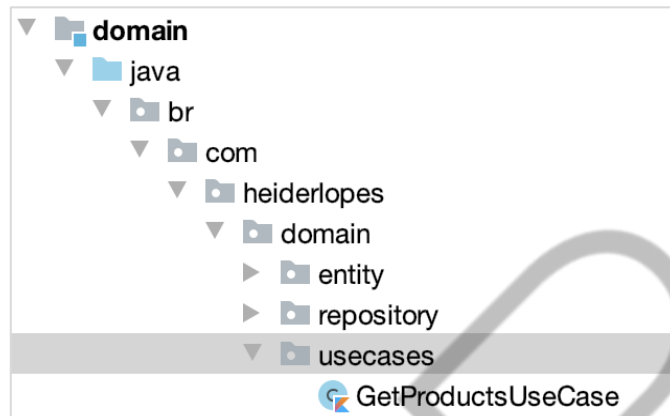 domain
java
br
com
heiderlopes
domain
entity
repository
usecases
GetProductsUseCase